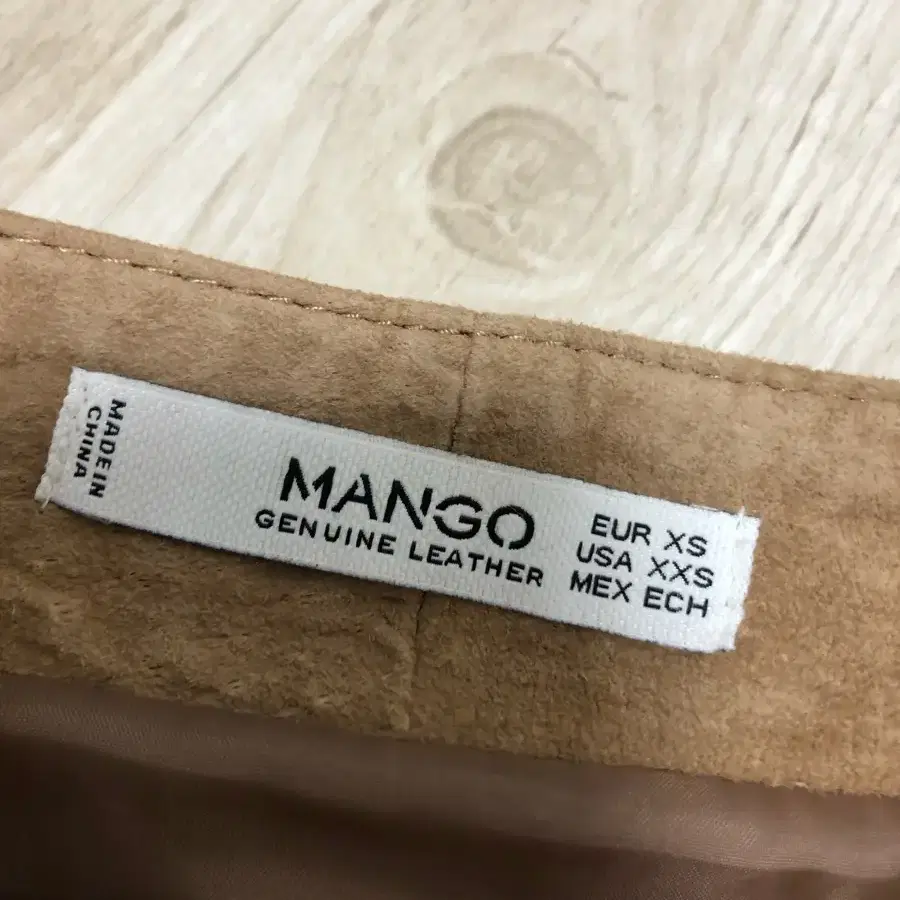 MADE IN
CHINA
MANGO
GENUINE LEATHER
EUR XS
USA XXS
MEX ECH